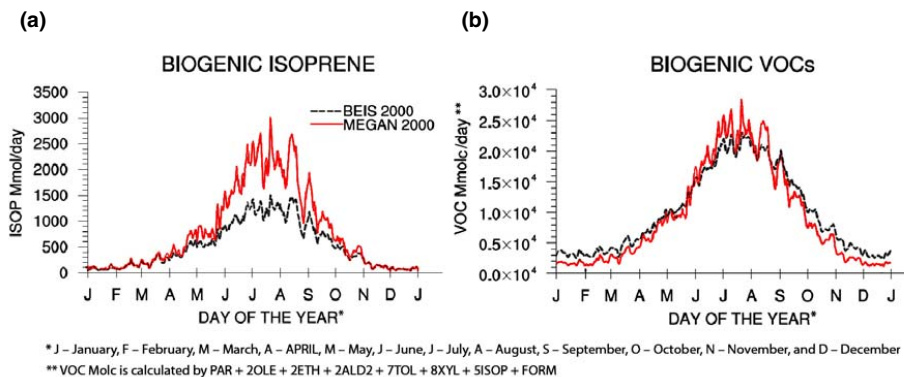 (a)
BIOGENIC ISOPRENE
ISOP Mmol/day
3500
3000
2500
2000
1500
1000
500
0
BEIS 2000
MEGAN 2000
J F M A M J J A S O N D J
DAY OF THE YEAR*
(b)
BIOGENIC VOCs
VOC Mmolc/day **
3.0×10⁴
2.5×10⁴
2.0×10⁴
1.5×10⁴
1.0×10⁴
0.5×10⁴
0.0×10⁴
J F M A M J J A S O N D J
DAY OF THE YEAR*
* J – January, F – February, M – March, A – APRIL, M – May, J – June, J – July, A – August, S – September, O – October, N – November, and D – December
** VOC Molc is calculated by PAR + 2OLE + 2ETH + 2ALD2 + 7TOL + 8XYL + 5ISOP + FORM